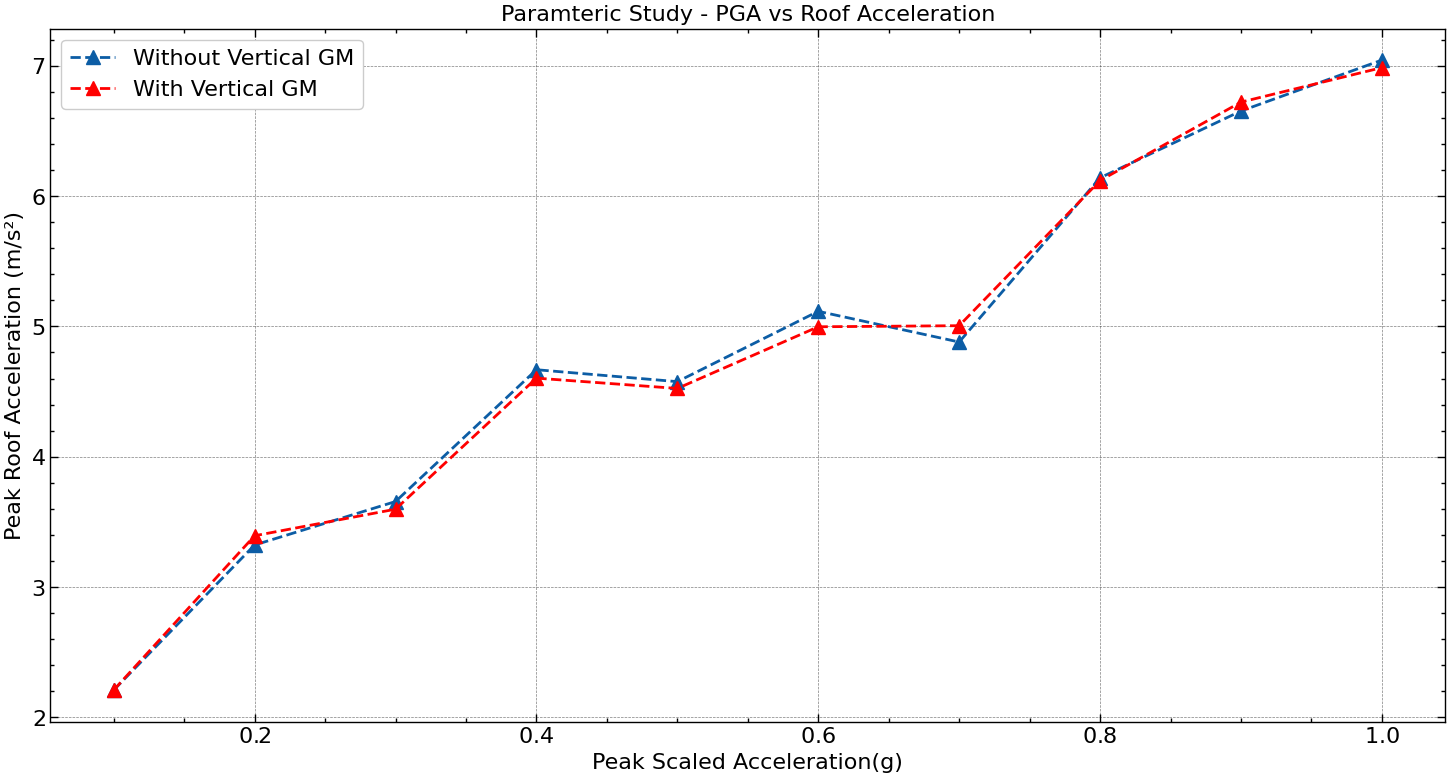 Paramteric Study - PGA vs Roof Acceleration
Without Vertical GM
With Vertical GM
Peak Roof Acceleration (m/s²)
7
6
5
4
3
2
0.2 0.4 0.6 0.8 1.0
Peak Scaled Acceleration(g)